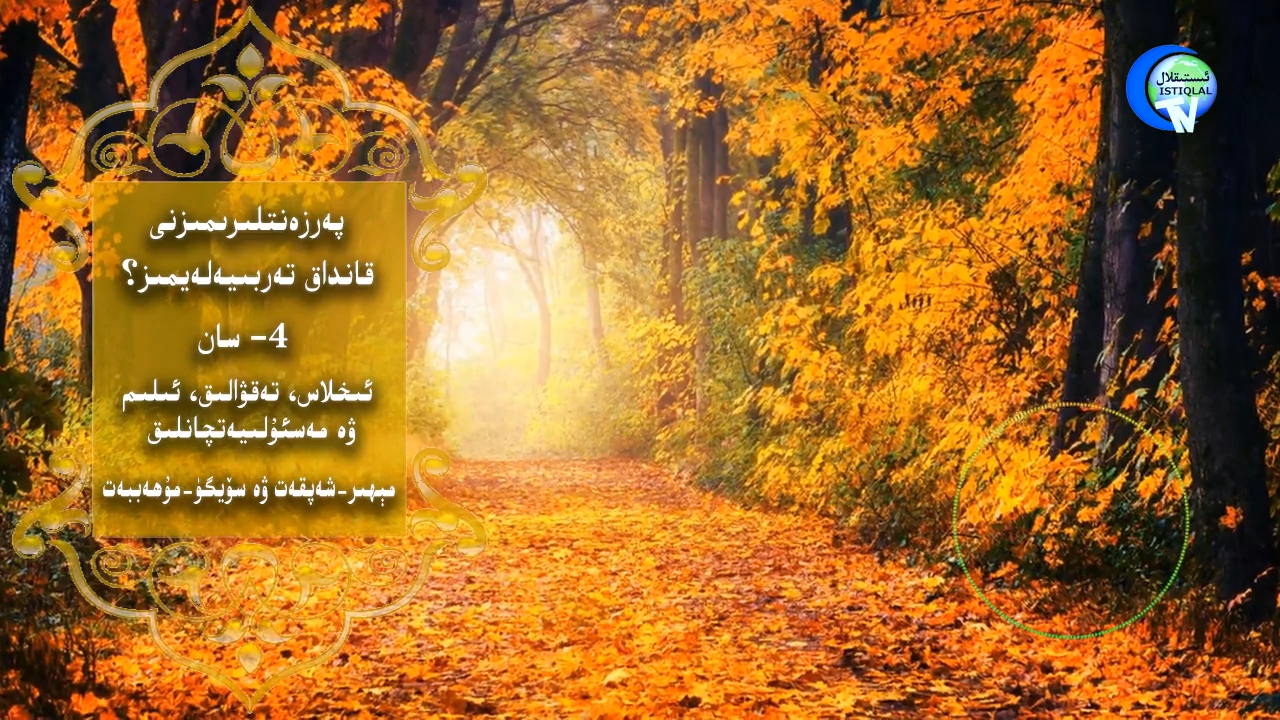 پەرزەنتلىرىمىزنى
قانداق تەربىيەلەيمىز؟
4- سان
ئىخلاس، تەقۋالىق، ئىلىم
ۋە مەسئۇلىيەتچانلىق
مېھىر-شەپقەت ۋە سۆيگۈ-مۇھەببەت
ئىستىقلال
ISTIQLAL
TV